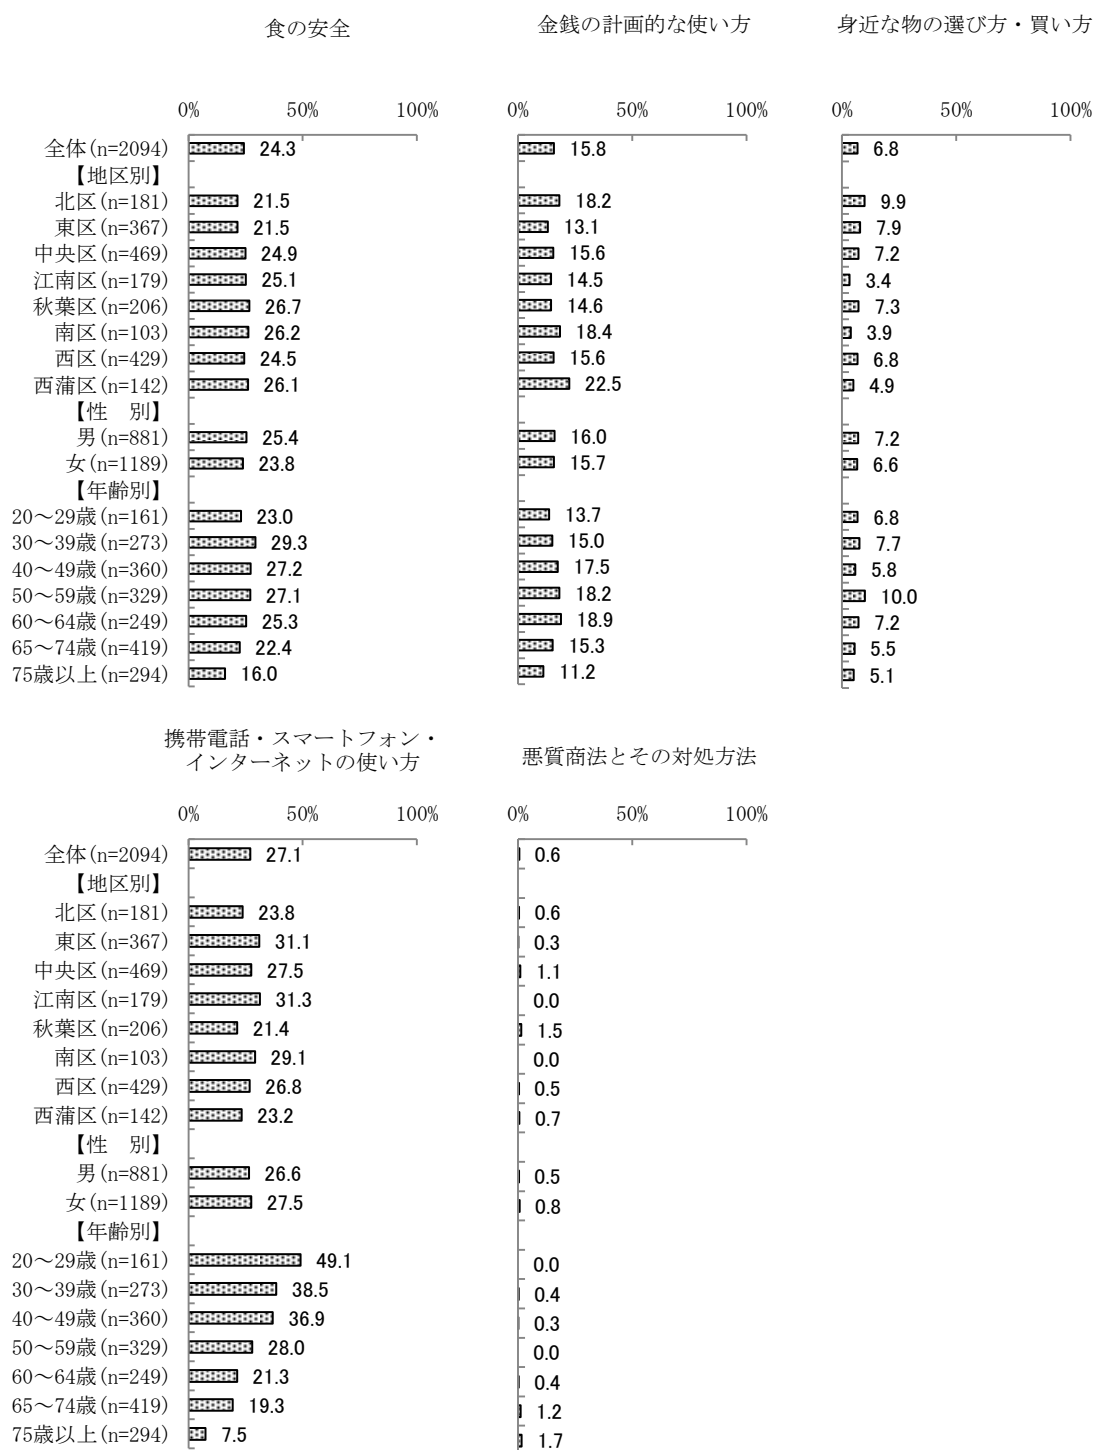 食の安全 金銭の計画的な使い方 身近な物の選び方・買い方
0% 50% 100% 0% 50% 100% 0% 50% 100%
全体(n=2094) 24.3 15.8 6.8
【地区別】
北区(n=181) 21.5 18.2 9.9
東区(n=367) 21.5 13.1 7.9
中央区(n=469) 24.9 15.6 7.2
江南区(n=179) 25.1 14.5 3.4
秋葉区(n=206) 26.7 14.6 7.3
南区(n=103) 26.2 18.4 3.9
西区(n=429) 24.5 15.6 6.8
西蒲区(n=142) 26.1 22.5 4.9
【性　別】
男(n=881) 25.4 16.0 7.2
女(n=1189) 23.8 15.7 6.6
【年齢別】
20～29歳(n=161) 23.0 13.7 6.8
30～39歳(n=273) 29.3 15.0 7.7
40～49歳(n=360) 27.2 17.5 5.8
50～59歳(n=329) 27.1 18.2 10.0
60～64歳(n=249) 25.3 18.9 7.2
65～74歳(n=419) 22.4 15.3 5.5
75歳以上(n=294) 16.0 11.2 5.1
携帯電話・スマートフォン・
インターネットの使い方 悪質商法とその対処方法
0% 50% 100% 0% 50% 100%
全体(n=2094) 27.1 0.6
【地区別】
北区(n=181) 23.8 0.6
東区(n=367) 31.1 0.3
中央区(n=469) 27.5 1.1
江南区(n=179) 31.3 0.0
秋葉区(n=206) 21.4 1.5
南区(n=103) 29.1 0.0
西区(n=429) 26.8 0.5
西蒲区(n=142) 23.2 0.7
【性　別】
男(n=881) 26.6 0.5
女(n=1189) 27.5 0.8
【年齢別】
20～29歳(n=161) 49.1 0.0
30～39歳(n=273) 38.5 0.4
40～49歳(n=360) 36.9 0.3
50～59歳(n=329) 28.0 0.0
60～64歳(n=249) 21.3 0.4
65～74歳(n=419) 19.3 1.2
75歳以上(n=294) 7.5 1.7